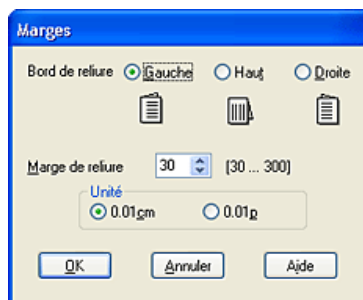 Marges
Bord de reliure Gauche Haut Droite
Marge de reliure 30 (30 ... 300)
Unité
0.01cm 0.01p
OK Annuler Aide